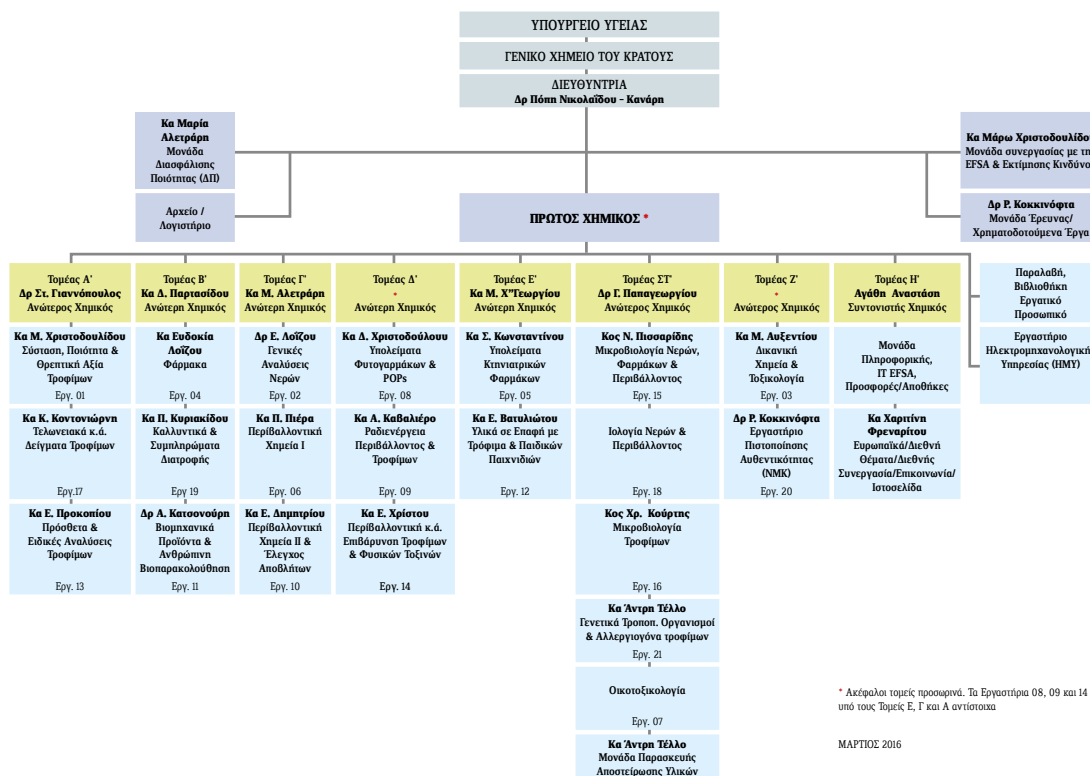 ΥΠΟΥΡΓΕΙΟ ΥΓΕΙΑΣ
ΓΕΝΙΚΟ ΧΗΜΕΙΟ ΤΟΥ ΚΡΑΤΟΥΣ
ΔΙΕΥΘΥΝΤΡΙΑ
Δρ Πόπη Νικολαΐδου - Κανάρη
Κα Μαρία
Αλετράρη
Μονάδα
Διασφάλισης
Ποιότητας (ΔΠ)
Κα Μάρω Χριστοδουλίδου
Μονάδα συνεργασίας με τη
EFSA & Εκτίμησης Κινδύνο
Αρχείο /
Λογιστήριο
ΠΡΩΤΟΣ ΧΗΜΙΚΟΣ *
Δρ Ρ. Κοκκινόφτα
Μονάδα Έρευνας/
Χρηματοδοτούμενα Έργα
Τομέας Α'
Δρ Στ. Γιαννόπουλος
Ανώτερος Χημικός
Τομέας Β'
Κα Δ. Παρτασίδου
Ανώτερη Χημικός
Τομέας Γ'
Κα Μ. Αλετράρη
Ανώτερη Χημικός
Τομέας Δ'
*
Ανώτερη Χημικός
Τομέας Ε'
Κα Μ. Χ"Γεωργίου
Ανώτερη Χημικός
Τομέας ΣΤ'
Δρ Γ. Παπαγεωργίου
Ανώτερος Χημικός
Τομέας Ζ'
*
Ανώτερος Χημικός
Τομέας Η'
Αγάθη Αναστάση
Συντονιστής Χημικός
Παραλαβή,
Βιβλιοθήκη
Εργατικό
Προσωπικό
Κα Μ. Χριστοδουλίδου
Σύσταση, Ποιότητα &
Θρεπτική Αξία
Τροφίμων
Εργ. 01
Κα Ευδοκία
Λοΐζου
Φάρμακα
Εργ. 04
Δρ Ε. Λοΐζου
Γενικές
Αναλύσεις
Νερών
Εργ. 02
Κα Δ. Χριστοδούλουυ
Υπολείματα
Φυτοφαρμάκων &
POPs
Εργ. 08
Κα Σ. Κωνσταντίνου
Υπολείματα
Κτηνιατρικών
Φαρμάκων
Εργ. 05
Κος Ν. Πισσαρίδης
Μικροβιολογία Νερών,
Φαρμάκων &
Περιβάλλοντος
Εργ. 15
Κα Μ. Αυξεντίου
Δικανική
Χημεία &
Τοξικολογία
Εργ. 03
Μονάδα
Πληροφορικής,
IT EFSA,
Προσφορές/Αποθήκες
Εργαστήριο
Ηλεκτρομηχανολογική
Υπηρεσίας (ΗΜΥ)
Κα Κ. Κοντονιώρνη
Τελωνειακά κ.ά.
Δείγματα Τροφίμων
Εργ.17
Κα Π. Κυριακίδου
Καλλυντικά &
Συμπληρώματα
Διατροφής
Εργ 19
Κα Π. Πιέρα
Περίβαλλοντική
Χημεία Ι
Εργ. 06
Κα Α. Καβαλιέρο
Ραδιενέργεια
Περιβάλλοντος &
Τροφίμων
Εργ. 09
Κα Ε. Βατυλιώτου
Υλικά σε Επαφή με
Τρόφιμα & Παιδικών
Παιχνιδιών
Εργ. 12
Ιολογία Νερών &
Περιβάλλοντος
Εργ. 18
Δρ Ρ. Κοκκινόφτα
Εργαστήριο
Πιστοποίησης
Αυθεντικότητας
(ΝΜΚ)
Εργ. 20
Κα Χαριτίνη
Φρεναρίτου
Ευρωπαϊκά/Διεθνή
Θέματα/Διεθνής
Συνεργασία/Επικοινωνία/
Ιστοσελίδα
Κα Ε. Προκοπίου
Πρόσθετα &
Ειδικές Αναλύσεις
Τροφίμων
Εργ. 13
Δρ Α. Κατσονούρη
Βιομηχανικά
Προϊόντα &
Ανθρώπινη
Βιοπαρακολούθηση
Εργ. 11
Κα Ε. Δημητρίου
Περίβαλλοντική
Χημεία ΙΙ &
Έλεγχος
Αποβλήτων
Εργ. 10
Κα Ε. Χρίστου
Περίβαλλοντική κ.ά.
Επιβάρυνση Τροφίμων
& Φυσικών Τοξινών
Εργ. 14
Κος Χρ. Κούρτης
Μικροβιολογία
Τροφίμων
Εργ. 16
Κα Άντρη Τέλλο
Γενετικά Τροποπ. Οργανισμοί
& Αλλεργιογόνα τροφίμων
Εργ. 21
Οικοτοξικολογία
Εργ. 07
Κα Άντρη Τέλλο
Μονάδα Παρασκευής
Αποστείρωσης Υλικών
* Ακέφαλοι τομείς προσωρινά. Τα Εργαστήρια 08, 09 και 14
υπό τους Τομείς Ε, Γ και Α αντίστοιχα
ΜΑΡΤΙΟΣ 2016